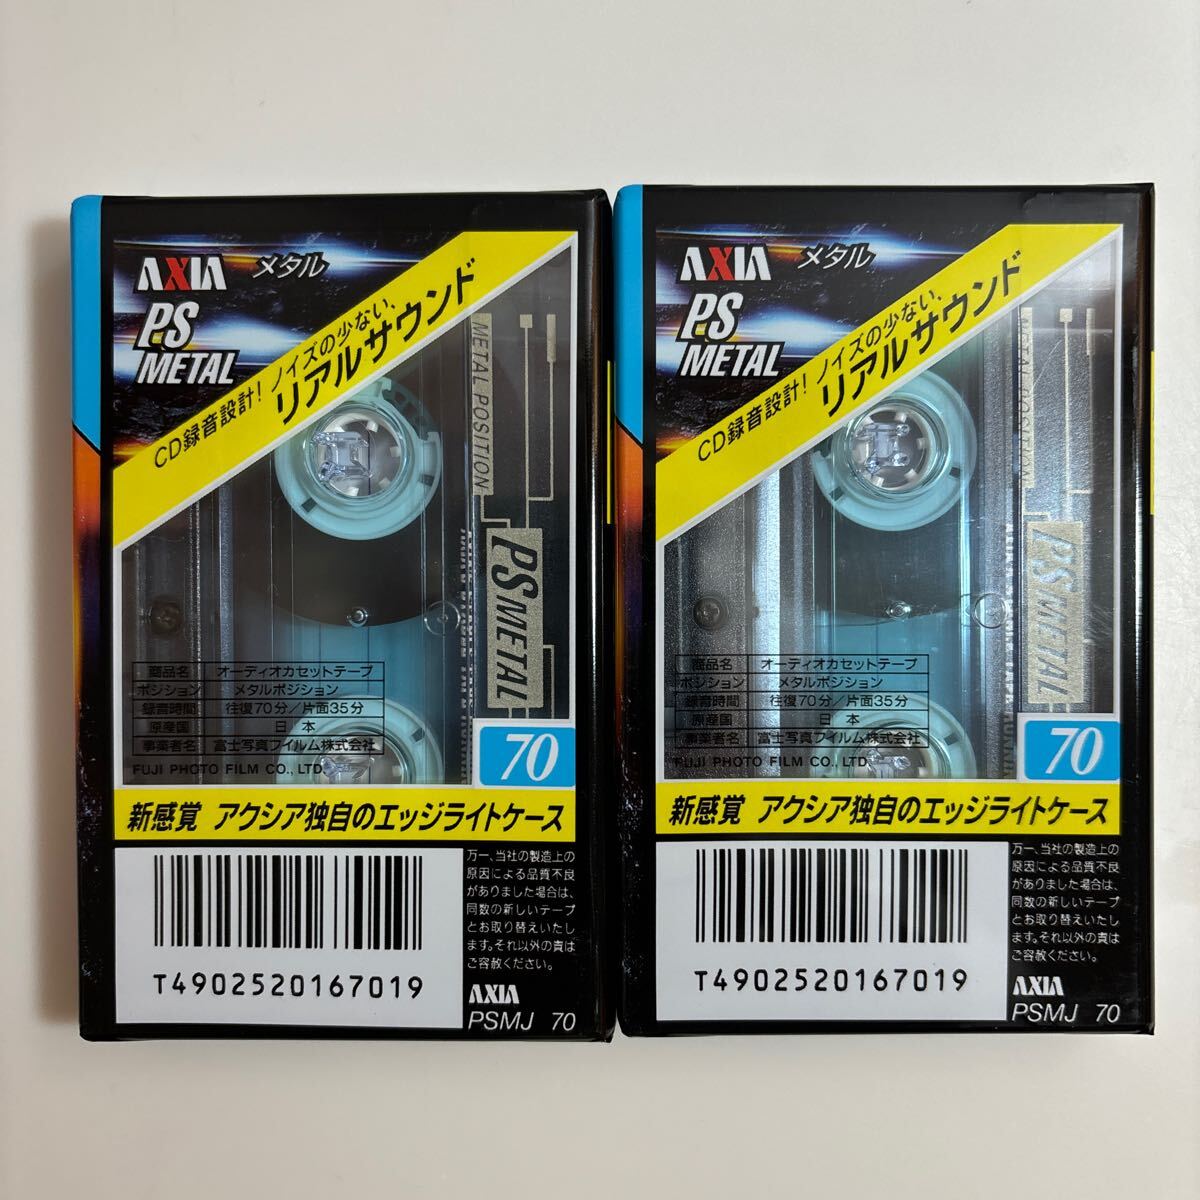 AXIA メタル
PS
METAL
CD録音設計！ノイズの少ない、
リアルサウンド
METAL POSITION
PS METAL
商品名 オーディオカセットテープ
ポジション メタルポジション
録音時間 往復70分／片面35分
原産国 日本
事業者名 富士写真フイルム株式会社
FUJI PHOTO FILM CO., LTD.
70
新感覚 アクシア独自のエッジライトケース
万一、当社の製造上の
原因による品質不良
がありました場合は、
同数の新しいテープ
とお取り替えいたし
ます。それ以外の責は
ご容赦ください。
T4902520167019
AXIA
PSMJ 70
AXIA メタル
PS
METAL
CD録音設計！ノイズの少ない、
リアルサウンド
METAL POSITION
PS METAL
商品名 オーディオカセットテープ
ポジション メタルポジション
録音時間 往復70分／片面35分
原産国 日本
事業者名 富士写真フイルム株式会社
FUJI PHOTO FILM CO., LTD.
70
新感覚 アクシア独自のエッジライトケース
万一、当社の製造上の
原因による品質不良
がありました場合は、
同数の新しいテープ
とお取り替えいたし
ます。それ以外の責は
ご容赦ください。
T4902520167019
AXIA
PSMJ 70